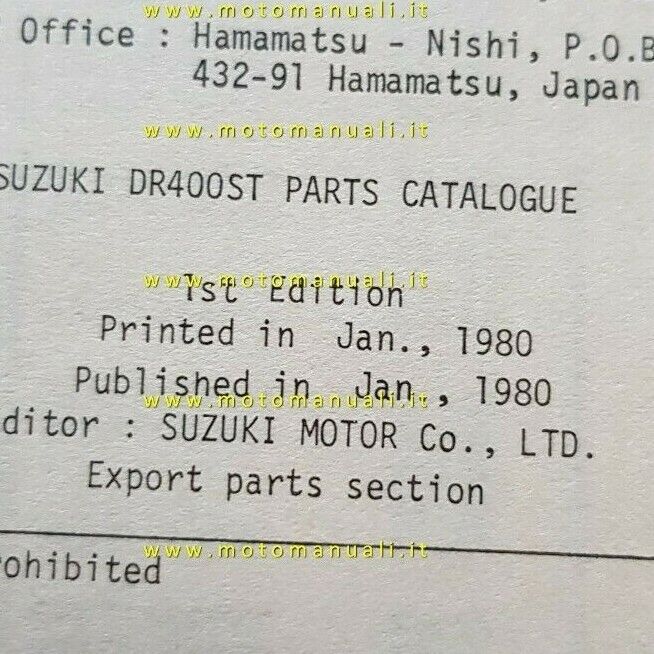 www.motomanuali.it
Office : Hamamatsu - Nishi, P.O.B
432-91 Hamamatsu, Japan
www.motomanuali.it
SUZUKI DR400ST PARTS CATALOGUE
www.motomanuali.it
1st Edition
Printed in Jan., 1980
Published in Jan., 1980
www.motomanuali.it
ditor : SUZUKI MOTOR Co., LTD.
Export parts section
www.motomanuali.it
ohibited